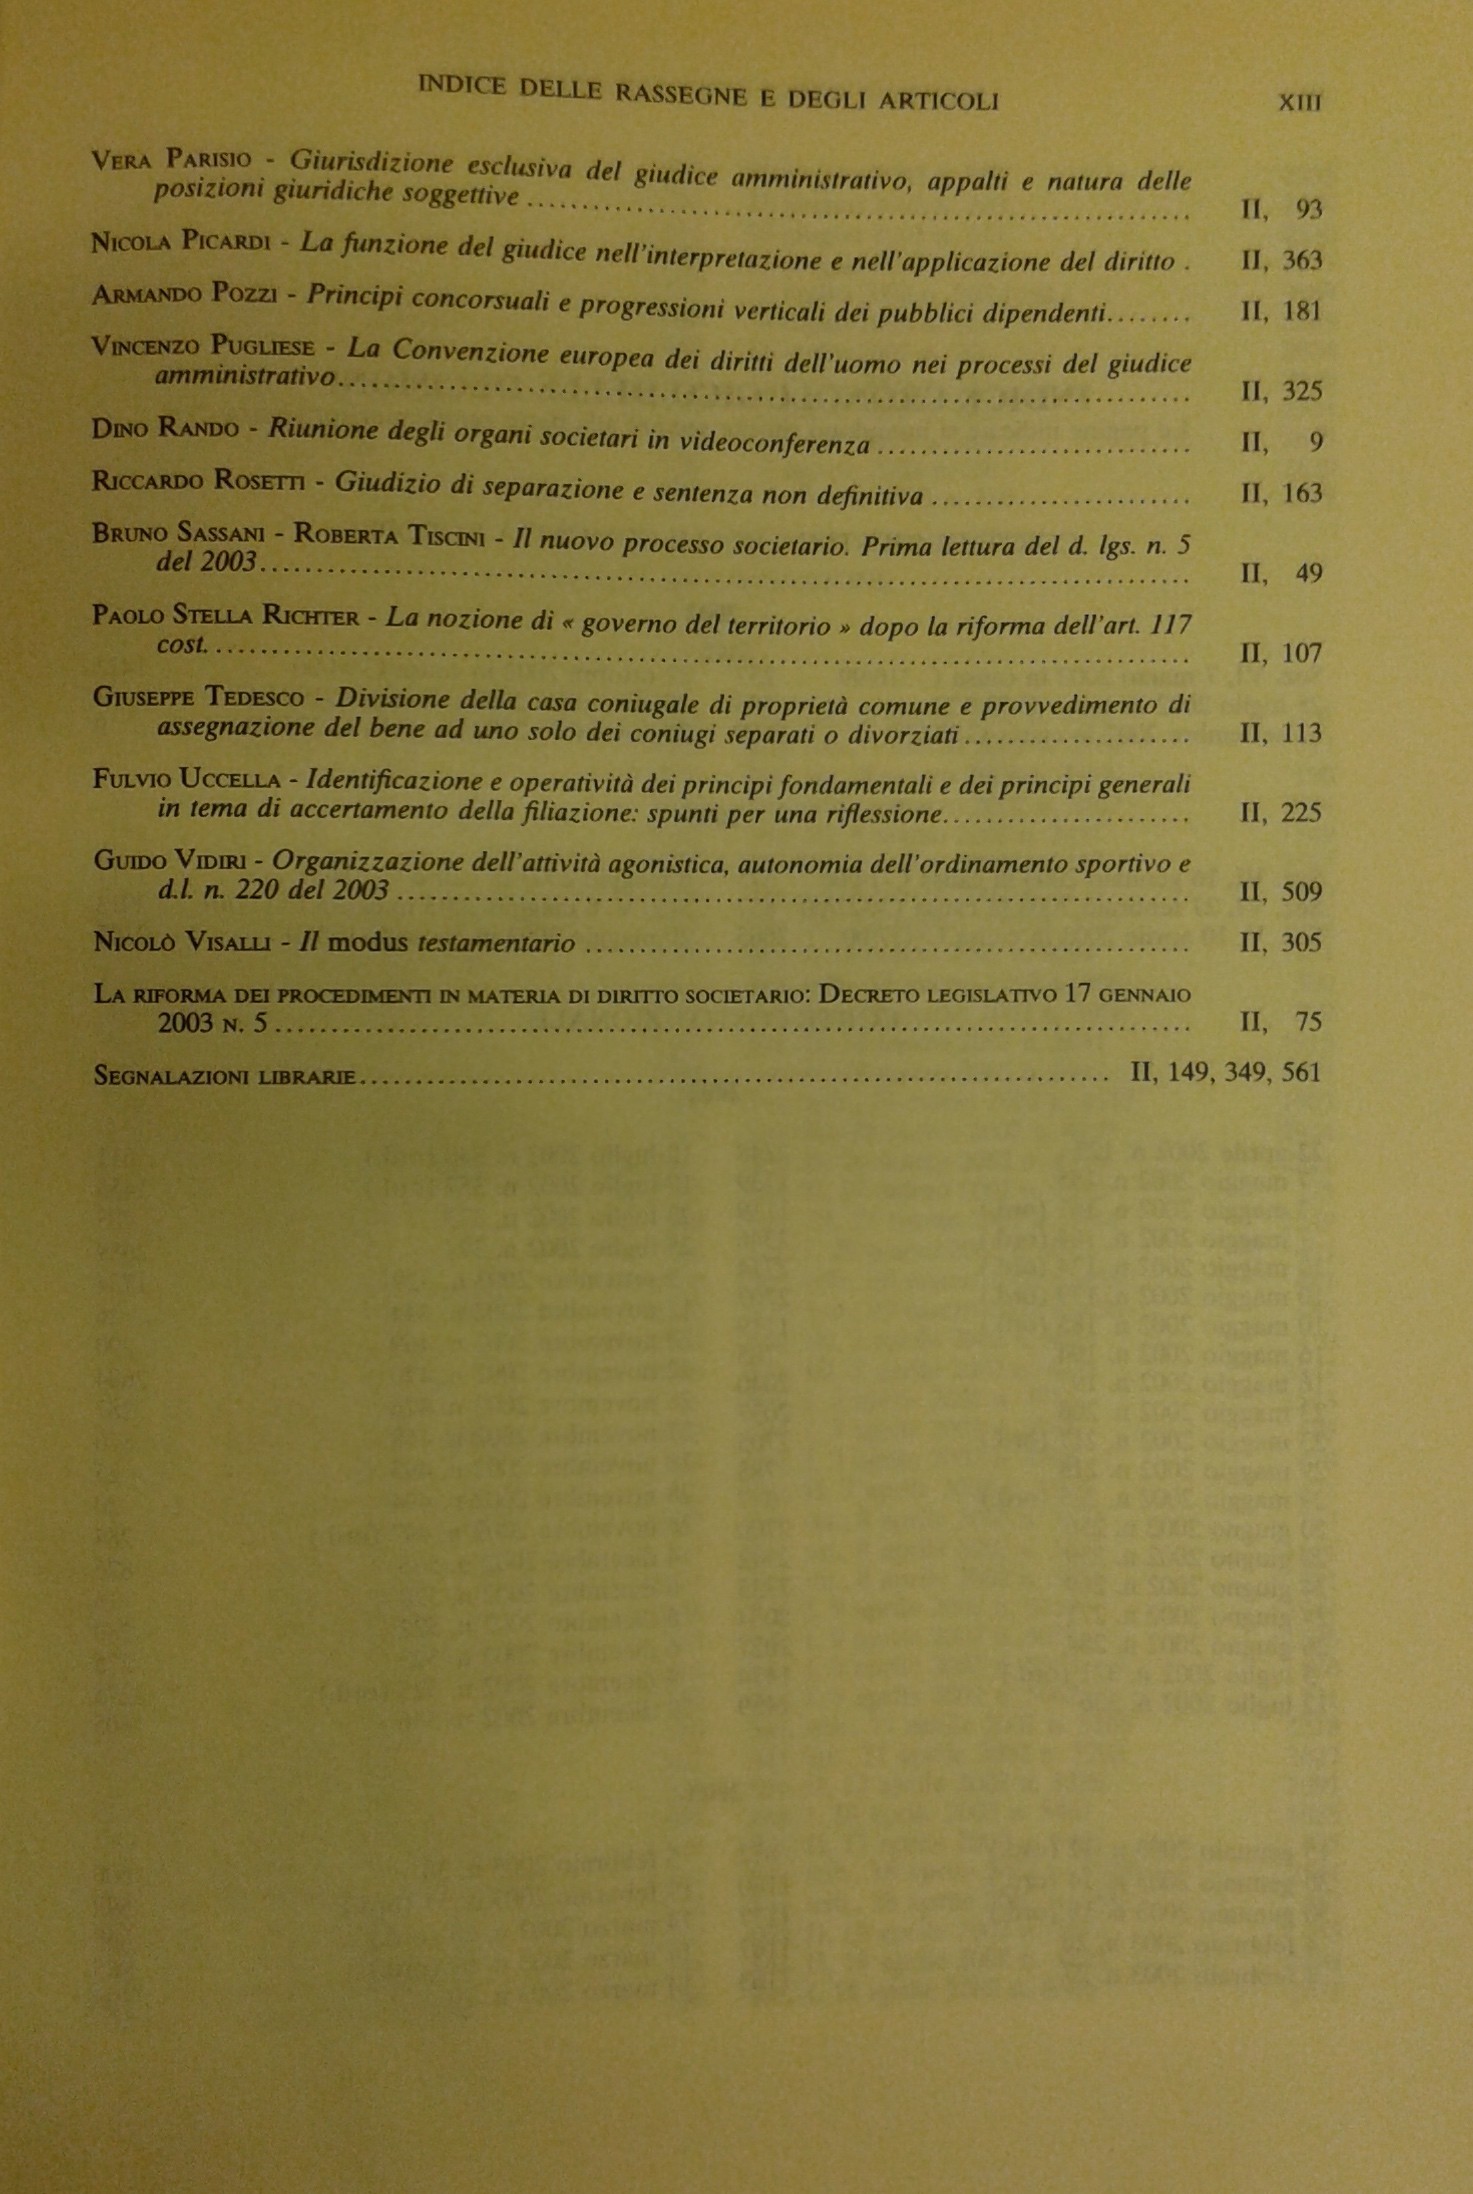 INDICE DELLE RASSEGNE E DEGLI ARTICOLI XIII
VERA PARISIO - Giurisdizione esclusiva del giudice amministrativo, appalti e natura delle
posizioni giuridiche soggettive ........ II, 93
NICOLA PICARDI - La funzione del giudice nell'interpretazione e nell'applicazione del diritto . II, 363
ARMANDO POZZI - Principi concorsuali e progressioni verticali dei pubblici dipendenti........ II, 181
VINCENZO PUGLIESE - La Convenzione europea dei diritti dell'uomo nei processi del giudice
amministrativo........ II, 325
DINO RANDO - Riunione degli organi societari in videoconferenza ........ II, 9
RICCARDO ROSETTI - Giudizio di separazione e sentenza non definitiva ........ II, 163
BRUNO SASSANI - ROBERTA TISCINI - Il nuovo processo societario. Prima lettura del d. lgs. n. 5
del 2003........ II, 49
PAOLO STELLA RICHTER - La nozione di « governo del territorio » dopo la riforma dell'art. 117
cost........ II, 107
GIUSEPPE TEDESCO - Divisione della casa coniugale di proprietà comune e provvedimento di
assegnazione del bene ad uno solo dei coniugi separati o divorziati........ II, 113
FULVIO UCCELLA - Identificazione e operatività dei principi fondamentali e dei principi generali
in tema di accertamento della filiazione: spunti per una riflessione........ II, 225
GUIDO VIDIRI - Organizzazione dell'attività agonistica, autonomia dell'ordinamento sportivo e
d.l. n. 220 del 2003 ........ II, 509
NICOLÒ VISALLI - Il modus testamentario ........ II, 305
LA RIFORMA DEI PROCEDIMENTI IN MATERIA DI DIRITTO SOCIETARIO: DECRETO LEGISLATIVO 17 GENNAIO
2003 N. 5 ........ II, 75
SEGNALAZIONI LIBRARIE........ II, 149, 349, 561